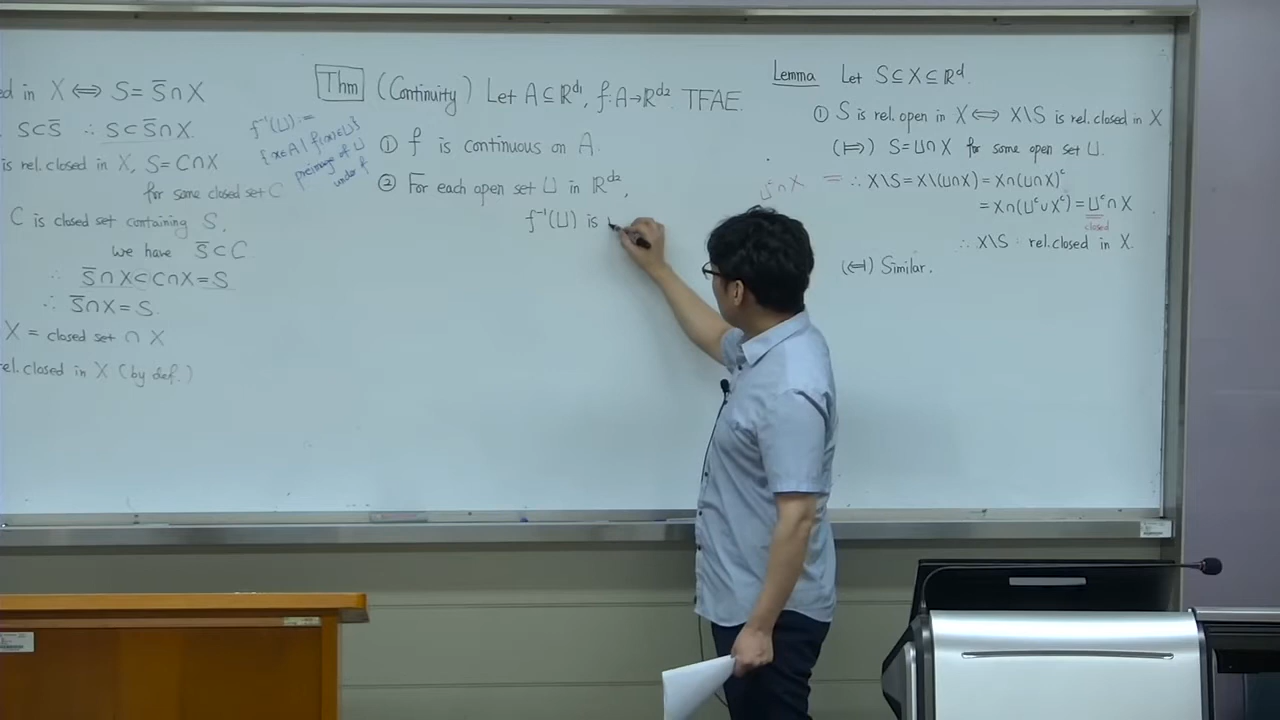 ed in X ⟺ S = S̅∩X
S⊂S̅ ∴ S⊂S̅∩X.
is rel. closed in X, S = C∩X
for some closed set C
C is closed set containing S,
we have S̅⊂C
∴ S̅∩X⊂C∩X=S
∴ S̅∩X = S.
X = closed set ∩ X
rel. closed in X (by def.)
f⁻¹(U) :=
{x∈A | f(x)∈U}
preimage of U
under f
Thm (Continuity) Let A⊆ℝ^d₁, f:A→ℝ^d₂. TFAE.
① f is continuous on A.
② For each open set U in ℝ^d₂,
f⁻¹(U) is
Lemma Let S⊆X⊆ℝ^d.
① S is rel. open in X ⟺ X\S is rel. closed in X
(⟹) S=U∩X for some open set U.
∴ X\S = X\(U∩X) = X∩(U∩X)^c
= X∩(U^c∪X^c) = U^c∩X
closed
∴ X\S : rel. closed in X.
(⟸) Similar.